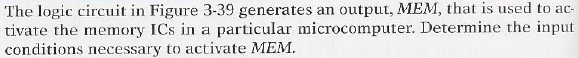 The logic circuit in Figure 3-39 generates an output, MEM, that is used to ac-
tivate the memory ICs in a particular microcomputer. Determine the input
conditions necessary to activate MEM.